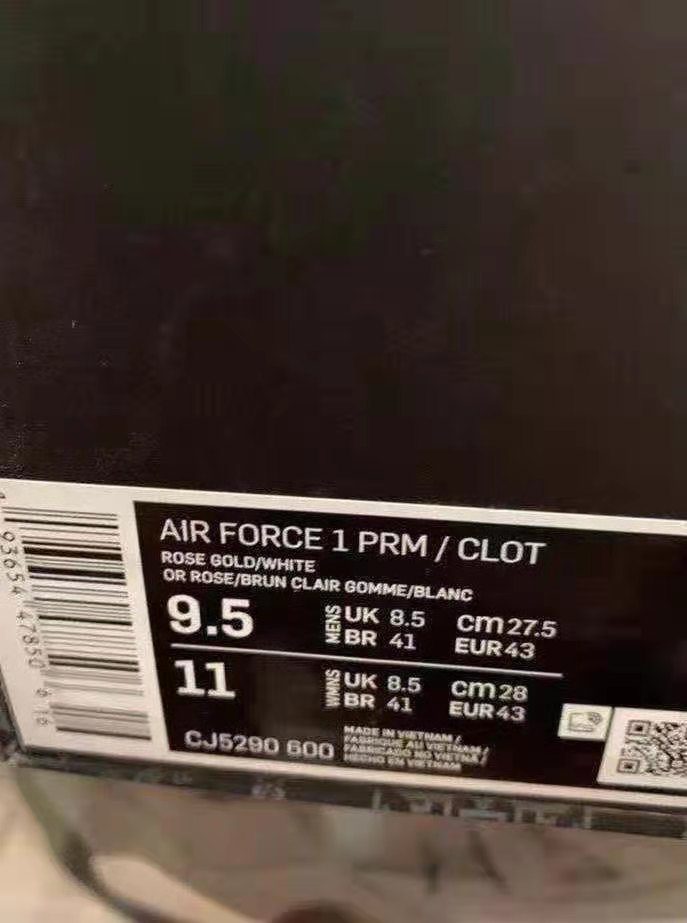 AIR FORCE 1 PRM / CLOT
ROSE GOLD/WHITE
OR ROSE/BRUN CLAIR GOMME/BLANC
9.5 MENS UK 8.5 cm 27.5
BR 41 EUR 43
11 WMNS UK 8.5 cm 28
BR 41 EUR 43
CJ5290 600
MADE IN VIETNAM /
FABRIQUE AU VIETNAM /
FABRICADO NO VIETNÃ /
HECHO EN VIETNAM